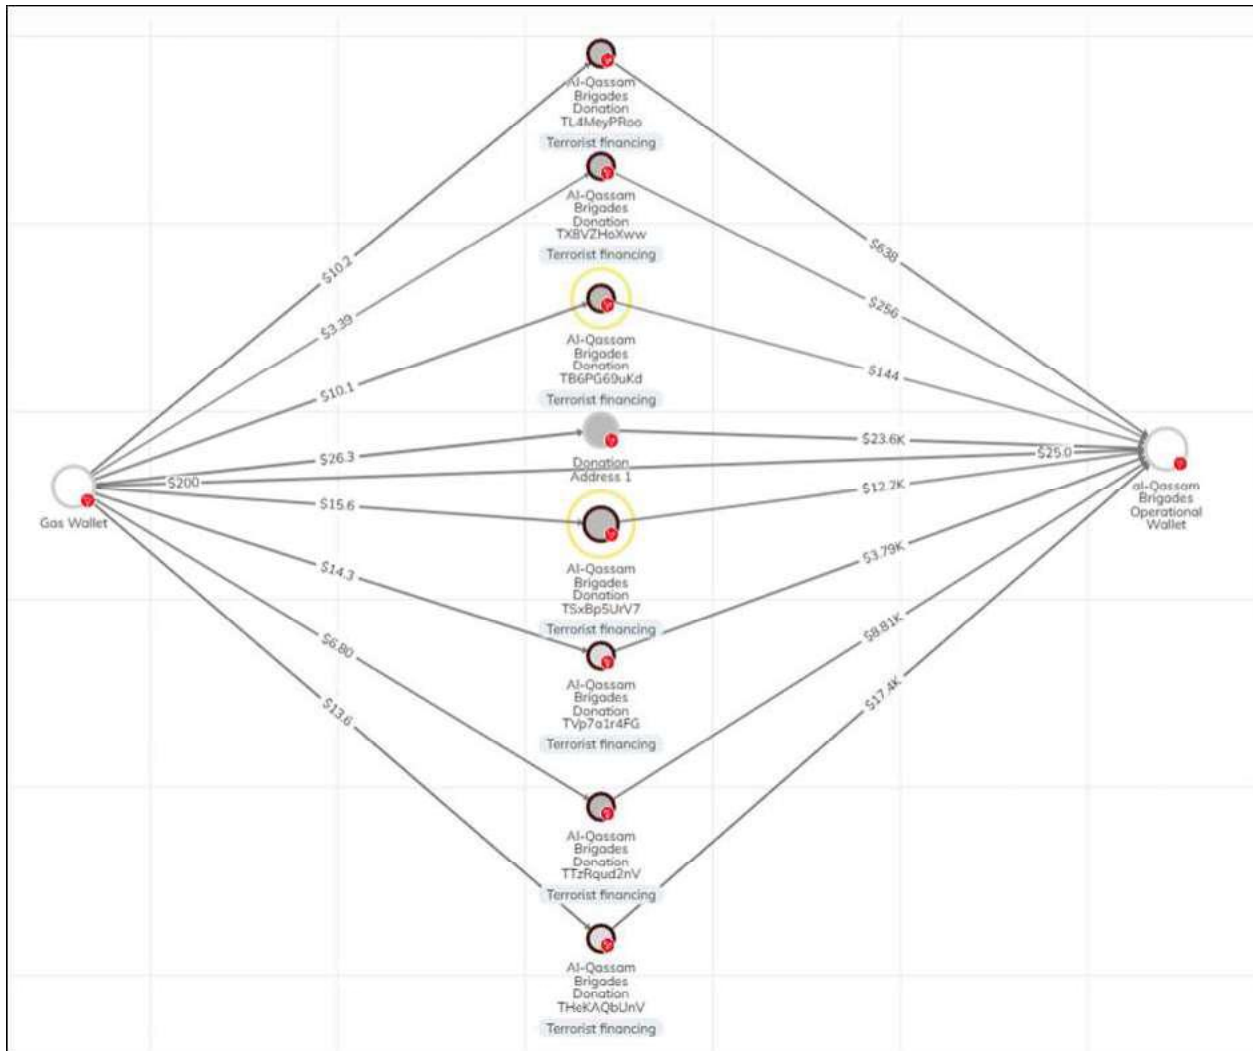 Al-Qassam
Brigades
Donation
TL4MeyPRoo
Terrorist financing
Al-Qassam
Brigades
Donation
TX8VZHoXww
Terrorist financing
$10.2
$638
$3.39
$256
Al-Qassam
Brigades
Donation
TB6PG69uKd
Terrorist financing
$10.1
$144
$26.3
$23.6K
Donation
Address 1
$200
$25.0
Gas Wallet
al-Qassam
Brigades
Operational
Wallet
$15.6
$12.2K
Al-Qassam
Brigades
Donation
TSxBp5UrV7
Terrorist financing
$14.3
$3.79K
Al-Qassam
Brigades
Donation
TVp7a1r4FG
Terrorist financing
$6.80
$8.81K
$13.6
$17.4K
Al-Qassam
Brigades
Donation
TTzRqud2nV
Terrorist financing
Al-Qassam
Brigades
Donation
THeKAQbUnV
Terrorist financing